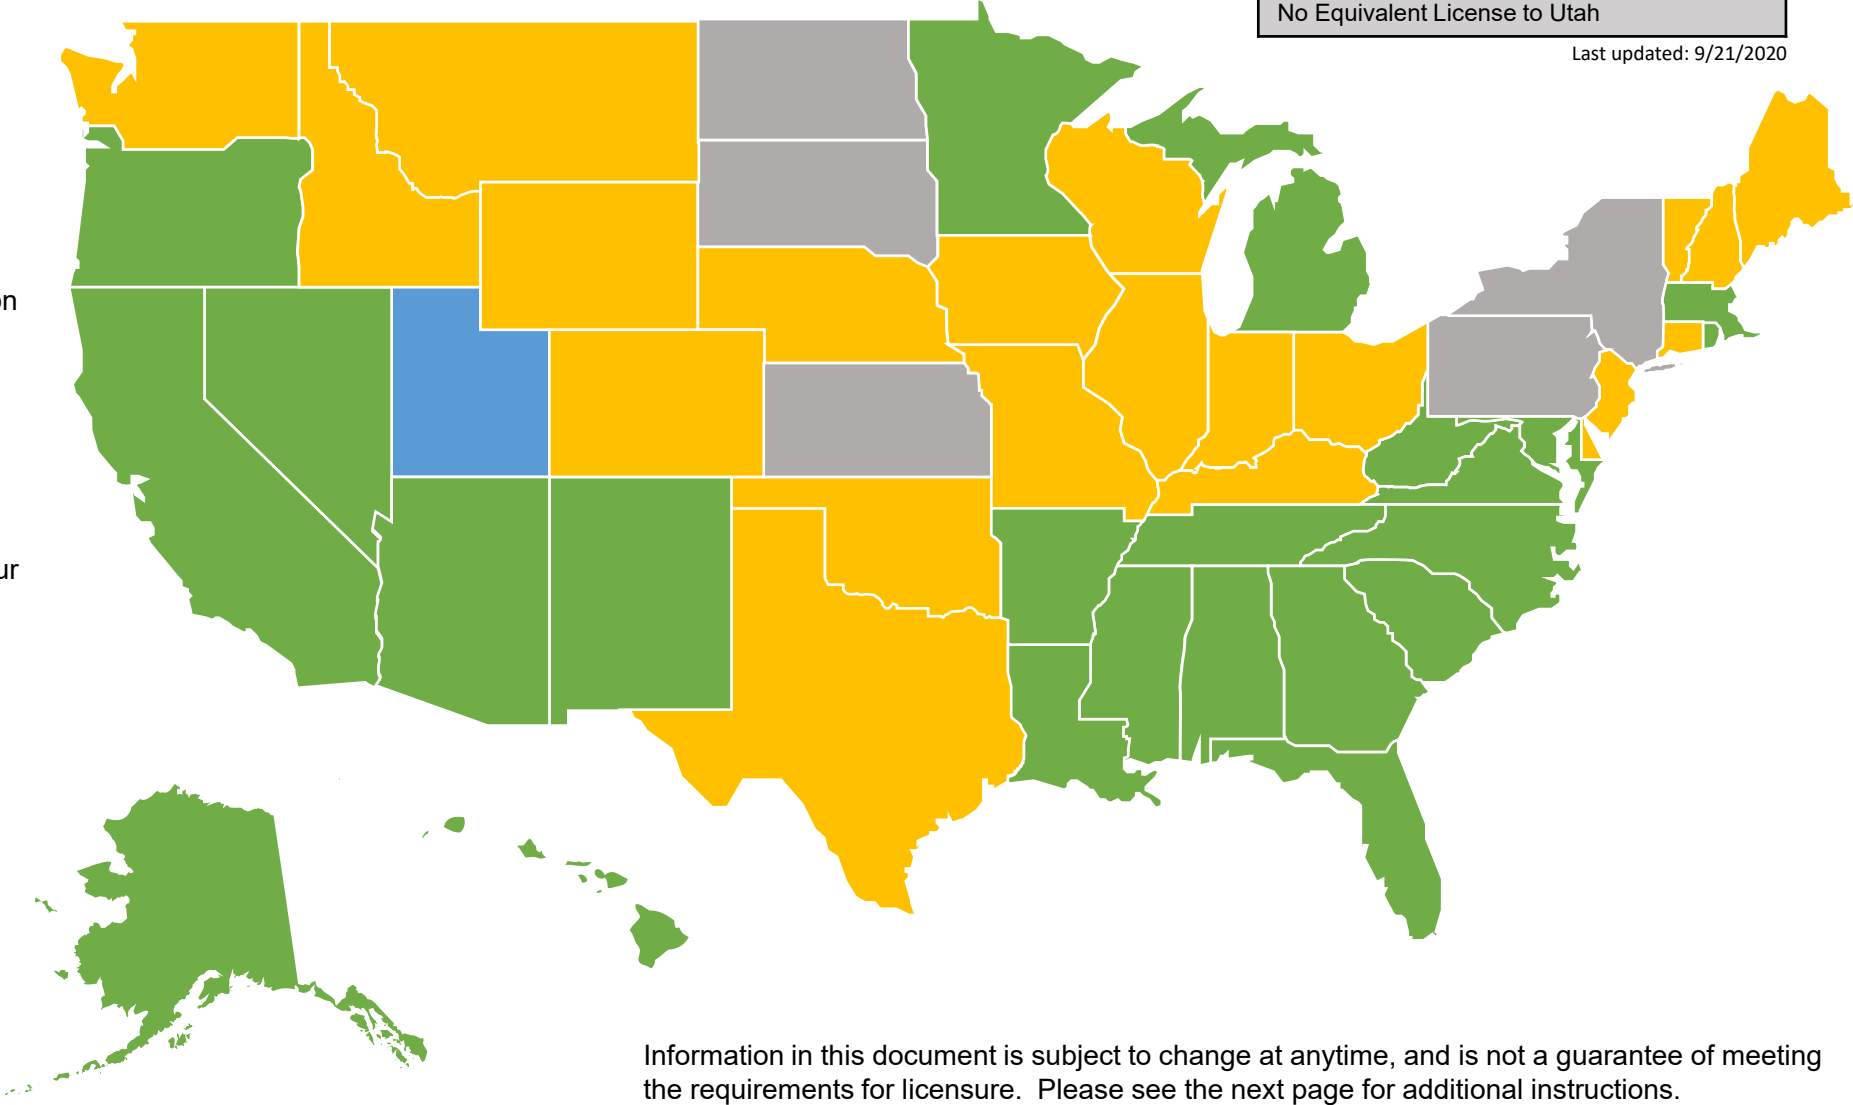 No Equivalent License to Utah
Last updated: 9/21/2020
on
ur
Information in this document is subject to change at anytime, and is not a guarantee of meeting
the requirements for licensure. Please see the next page for additional instructions.